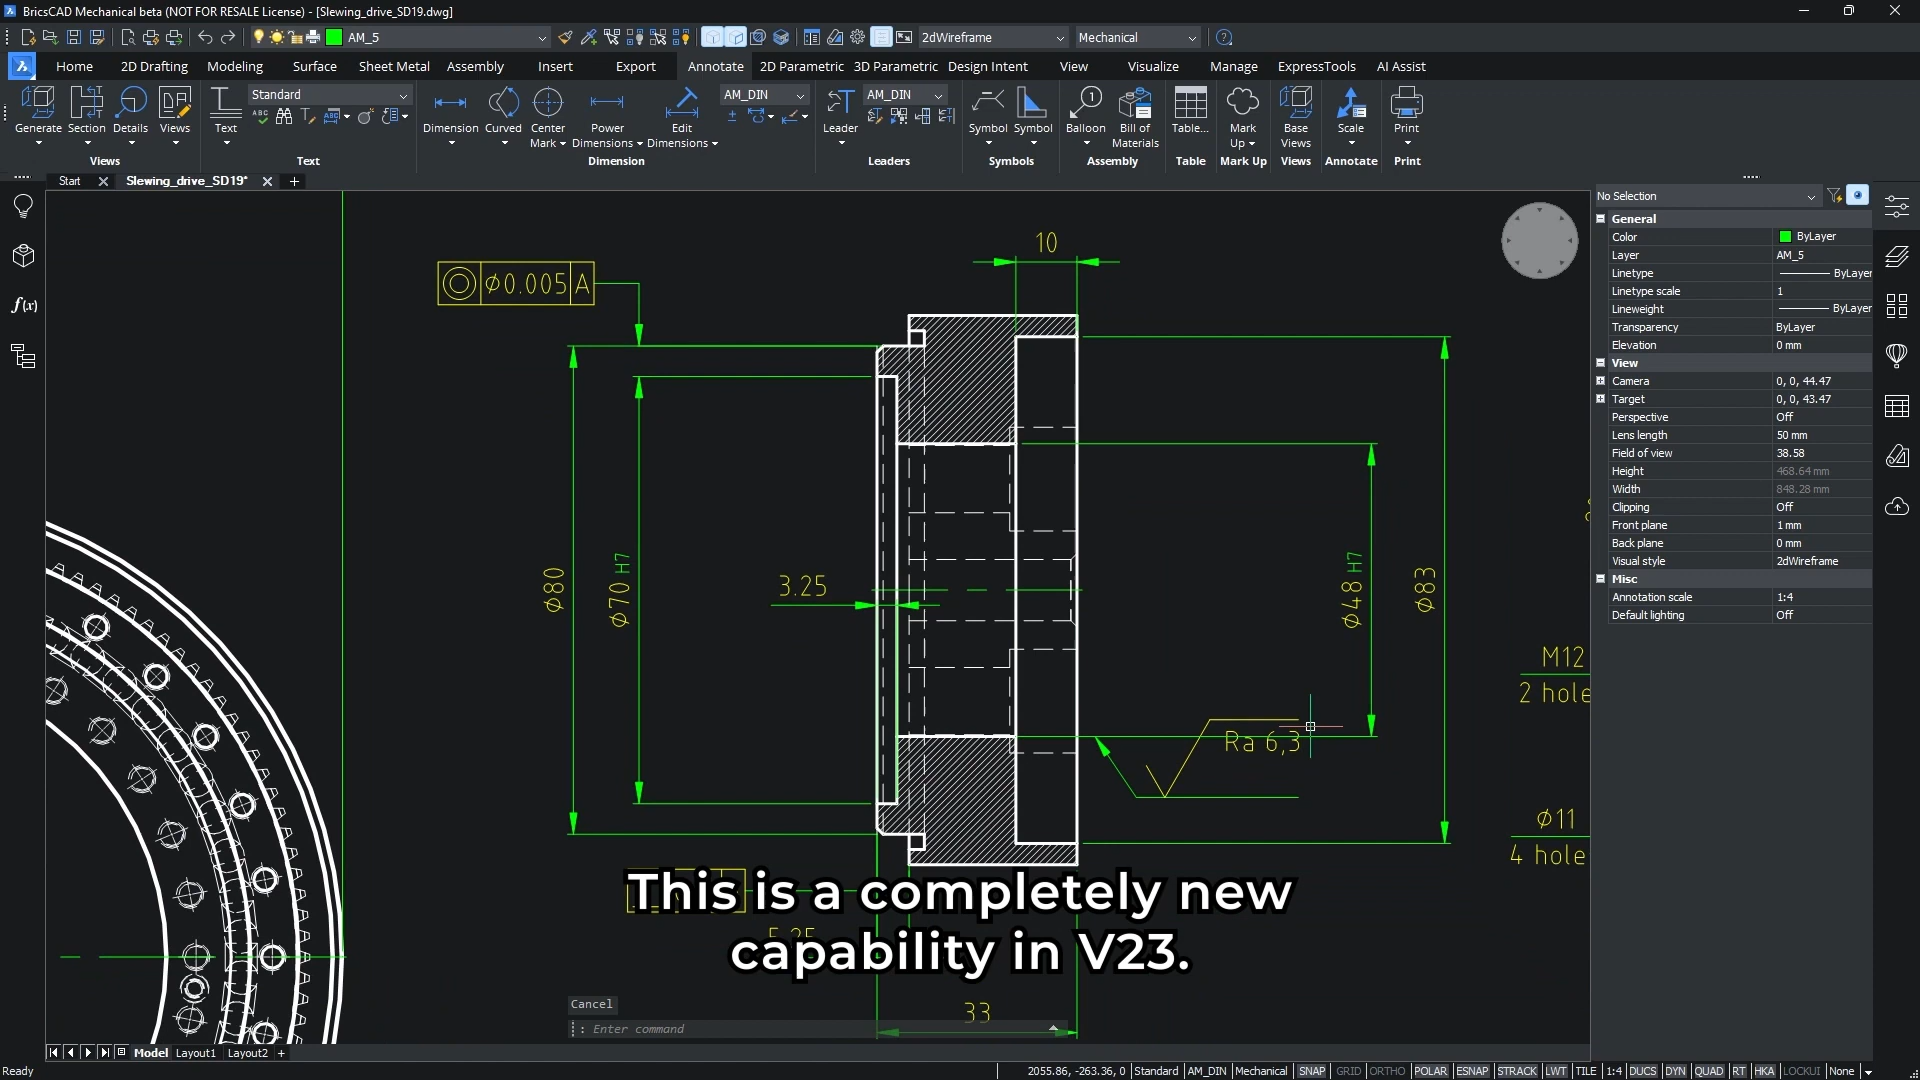 BricsCAD Mechanical beta (NOT FOR RESALE License) - [Slewing_drive_SD19.dwg]
AM_5
2dWireframe
Mechanical
Home
2D Drafting
Modeling
Surface
Sheet Metal
Assembly
Insert
Export
Annotate
2D Parametric
3D Parametric
Design Intent
View
Visualize
Manage
ExpressTools
AI Assist
Standard
AM_DIN
AM_DIN
Generate
Section
Details
Views
Text
Dimension
Curved
Center
Mark
Power
Dimensions
Edit
Dimensions
Leader
Symbol
Symbol
Balloon
Bill of
Materials
Table...
Mark
Up
Base
Views
Scale
Print
Views
Text
Dimension
Leaders
Symbols
Assembly
Table
Mark Up
Views
Annotate
Print
Start
Slewing_drive_SD19*
f(x)
10
⌀0.005 A
⌀80
⌀70 H7
3.25
⌀48 H7
⌀83
Ra 6,3
M12
2 hole
⌀11
4 hole
33
This is a completely new
capability in V23.
Cancel
: Enter command
No Selection
General
Color ByLayer
Layer AM_5
Linetype ByLayer
Linetype scale 1
Lineweight ByLayer
Transparency ByLayer
Elevation 0 mm
View
Camera 0, 0, 44.47
Target 0, 0, 43.47
Perspective Off
Lens length 50 mm
Field of view 38.58
Height 468.64 mm
Width 848.28 mm
Clipping Off
Front plane 1 mm
Back plane 0 mm
Visual style 2dWireframe
Misc
Annotation scale 1:4
Default lighting Off
Model
Layout1
Layout2
Ready
2055.86, -263.36, 0 Standard AM_DIN Mechanical SNAP GRID ORTHO POLAR ESNAP STRACK LWT TILE 1:4 DUCS DYN QUAD RT HKA LOCKUI None